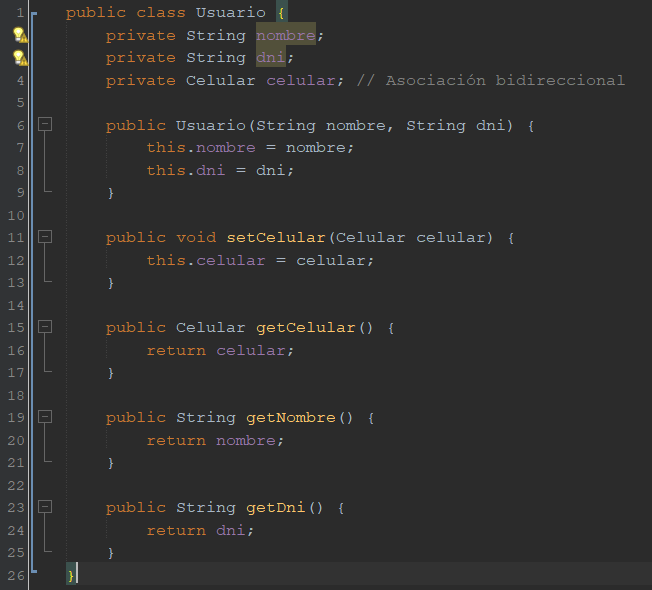 1 public class Usuario {
private String nombre;
private String dni;
4 private Celular celular; // Asociación bidireccional
5
6 public Usuario(String nombre, String dni) {
7 this.nombre = nombre;
8 this.dni = dni;
9 }
10
11 public void setCelular(Celular celular) {
12 this.celular = celular;
13 }
14
15 public Celular getCelular() {
16 return celular;
17 }
18
19 public String getNombre() {
20 return nombre;
21 }
22
23 public String getDni() {
24 return dni;
25 }
26 }